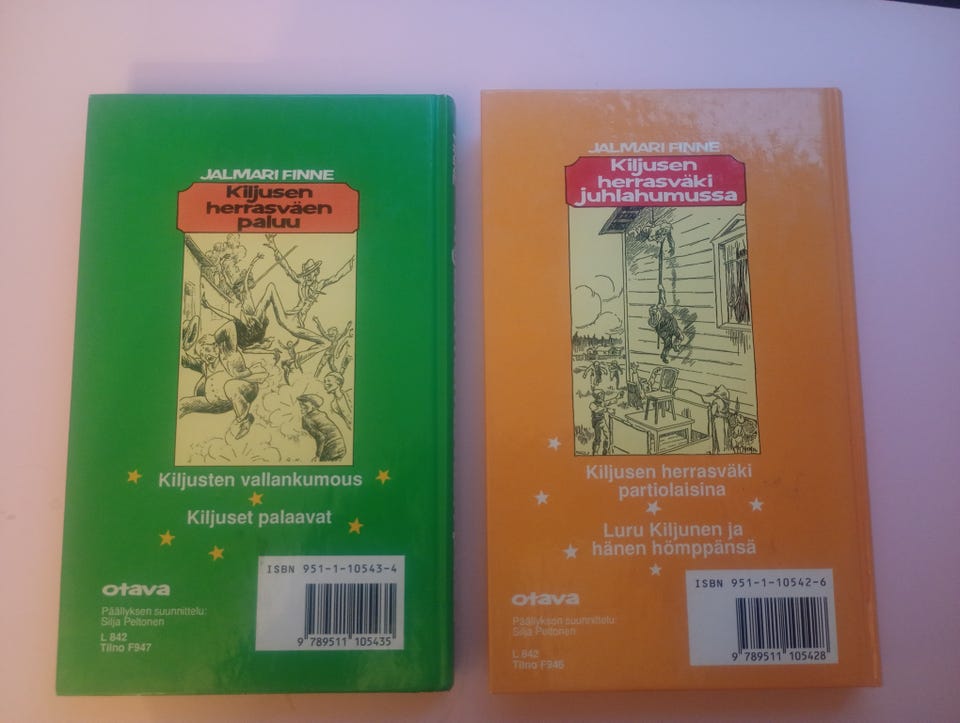 JALMARI FINNE
Kiljusen
herrasväen
paluu
Kiljusten vallankumous
Kiljuset palaavat
otava
Päällyksen suunnittelu:
Silja Peltonen
L 842
Tilno F947
ISBN 951-1-10543-4
9 789511 105435
JALMARI FINNE
Kiljusen
herrasväki
juhlahumussa
Kiljusen herrasväki
partiolaisina
Luru Kiljunen ja
hänen hömppänsä
otava
Päällyksen suunnittelu:
Silja Peltonen
L 842
Tilno F946
ISBN 951-1-10542-6
9 789511 105428